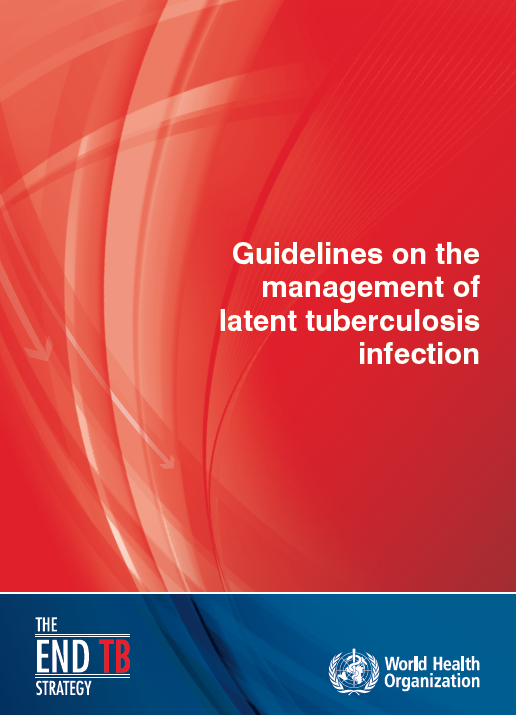 Guidelines on the
management of
latent tuberculosis
infection
THE
END TB
STRATEGY
World Health
Organization